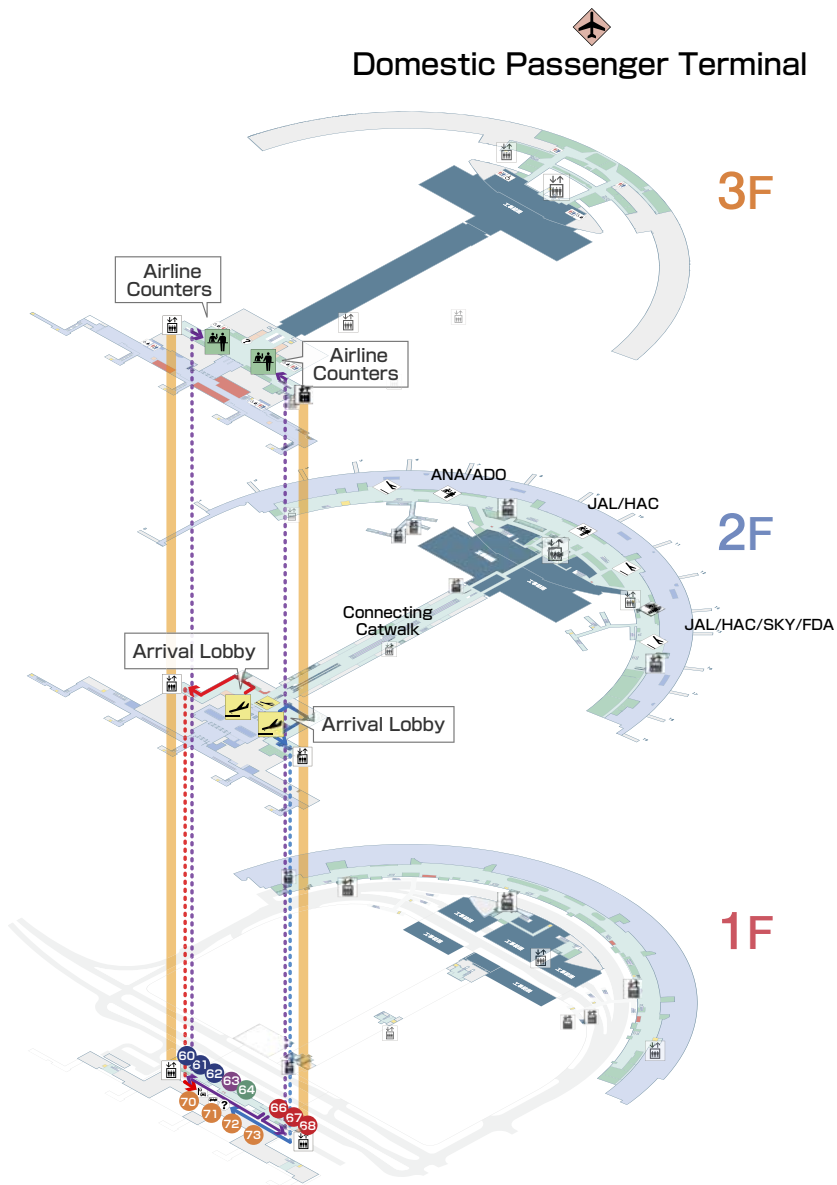 Domestic Passenger Terminal
3F
Airline
Counters
?
Airline
Counters
ANA/ADO
JAL/HAC
2F
Connecting
Catwalk
JAL/HAC/SKY/FDA
Arrival Lobby
Arrival Lobby
1F
60
61
62
63
64
66
67
68
70
71
72
73
?